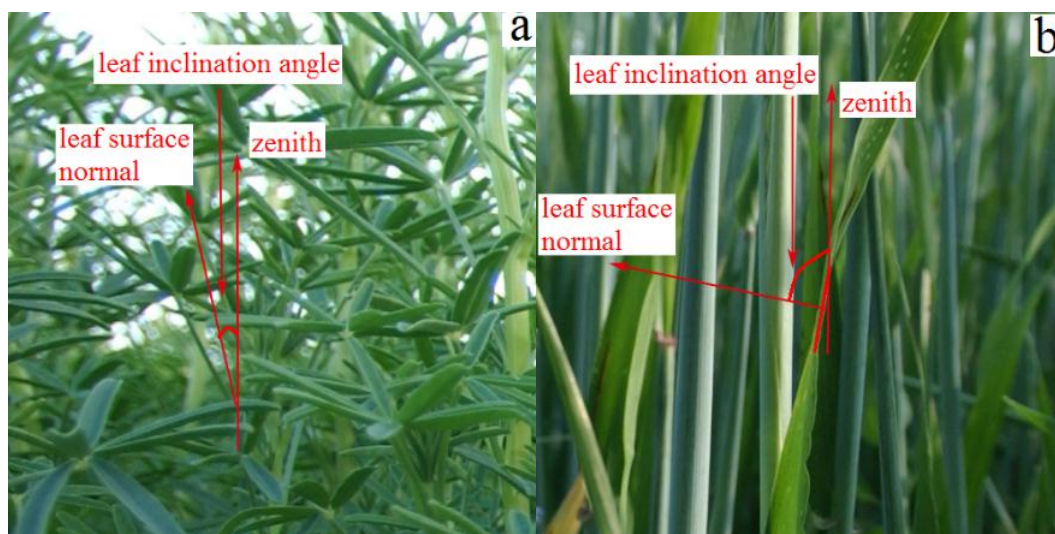 a
leaf inclination angle
leaf surface
normal
zenith
b
leaf inclination angle
zenith
leaf surface
normal